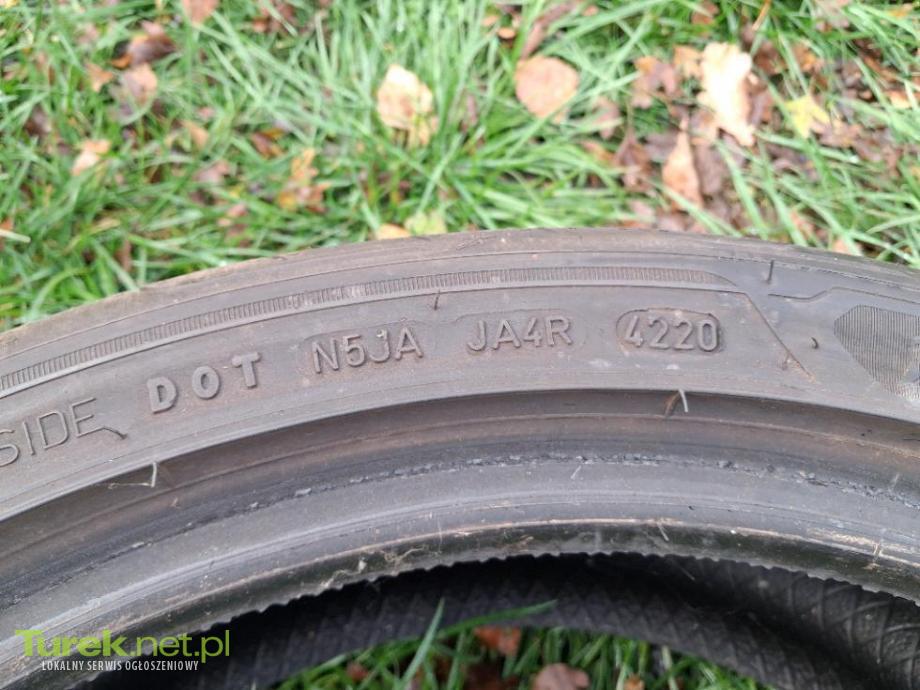 DOT N5JA JA4R 4220
SIDE
Turek.net.pl
LOKALNY SERWIS OGŁOSZENIOWY